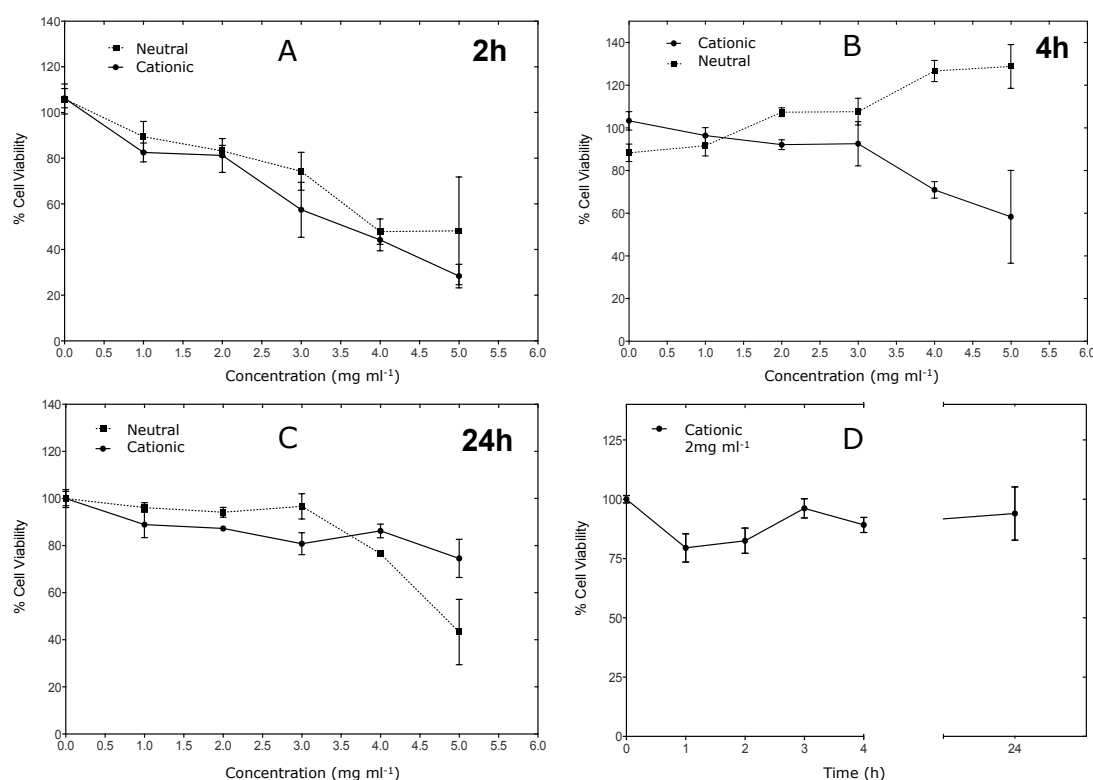 A
2h
Neutral
Cationic
140
120
100
80
60
40
20
0
% Cell Viability
0.0 0.5 1.0 1.5 2.0 2.5 3.0 3.5 4.0 4.5 5.0 5.5 6.0
Concentration (mg ml⁻¹)
B
4h
Cationic
Neutral
140
120
100
80
60
40
20
0
% Cell Viability
0.0 0.5 1.0 1.5 2.0 2.5 3.0 3.5 4.0 4.5 5.0 5.5 6.0
Concentration (mg ml⁻¹)
C
24h
Neutral
Cationic
140
120
100
80
60
40
20
0
% Cell Viability
0.0 0.5 1.0 1.5 2.0 2.5 3.0 3.5 4.0 4.5 5.0 5.5 6.0
Concentration (mg ml⁻¹)
D
Cationic
2mg ml⁻¹
125
100
75
50
25
0
% Cell Viability
0 1 2 3 4 24
Time (h)